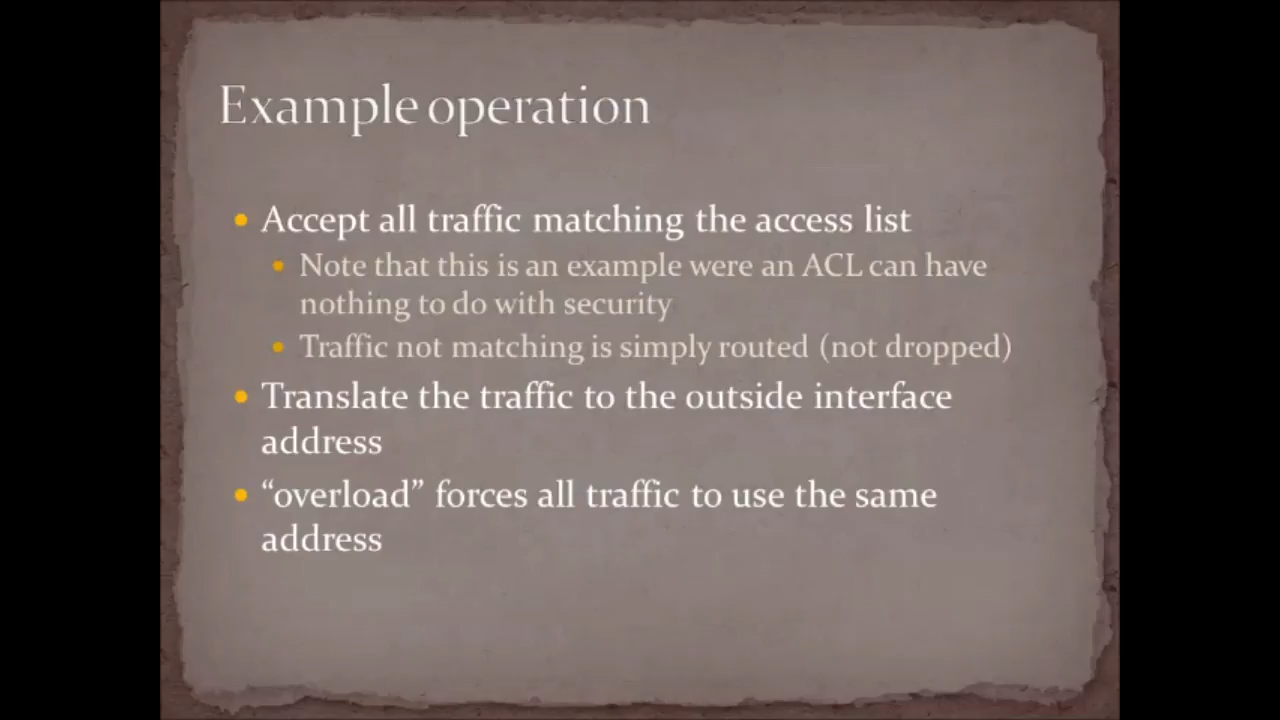 Example operation
Accept all traffic matching the access list
Note that this is an example were an ACL can have
nothing to do with security
Traffic not matching is simply routed (not dropped)
Translate the traffic to the outside interface
address
“overload” forces all traffic to use the same
address